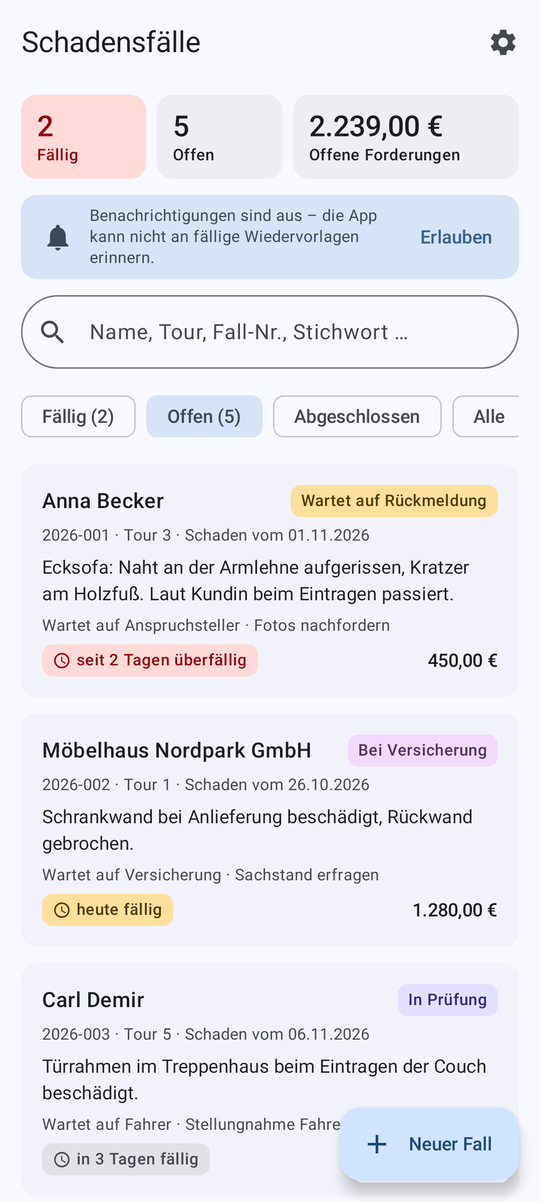 Schadensfälle
2
Fällig
5
Offen
2.239,00 €
Offene Forderungen
Benachrichtigungen sind aus – die App
kann nicht an fällige Wiedervorlagen
erinnern.
Erlauben
Name, Tour, Fall-Nr., Stichwort …
Fällig (2)
Offen (5)
Abgeschlossen
Alle
Anna Becker
Wartet auf Rückmeldung
2026-001 · Tour 3 · Schaden vom 01.11.2026
Ecksofa: Naht an der Armlehne aufgerissen, Kratzer
am Holzfuß. Laut Kundin beim Eintragen passiert.
Wartet auf Anspruchsteller · Fotos nachfordern
seit 2 Tagen überfällig
450,00 €
Möbelhaus Nordpark GmbH
Bei Versicherung
2026-002 · Tour 1 · Schaden vom 26.10.2026
Schrankwand bei Anlieferung beschädigt, Rückwand
gebrochen.
Wartet auf Versicherung · Sachstand erfragen
heute fällig
1.280,00 €
Carl Demir
In Prüfung
2026-003 · Tour 5 · Schaden vom 06.11.2026
Türrahmen im Treppenhaus beim Eintragen der Couch
beschädigt.
Wartet auf Fahrer · Stellungnahme Fahre
in 3 Tagen fällig
Neuer Fall